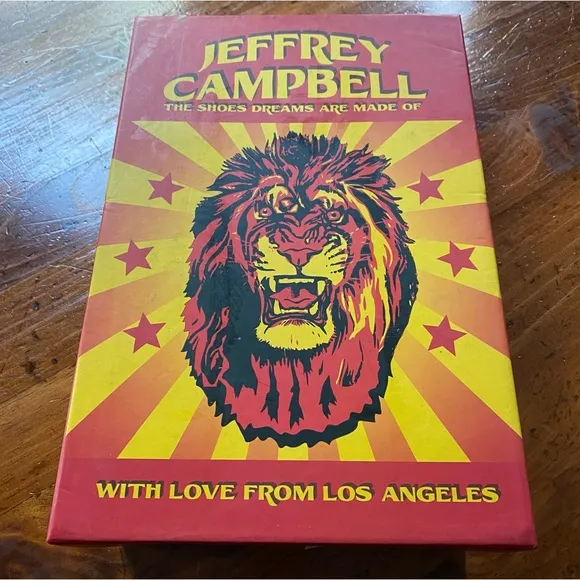 JEFFREY
CAMPBELL
THE SHOES DREAMS ARE MADE OF
WITH LOVE FROM LOS ANGELES